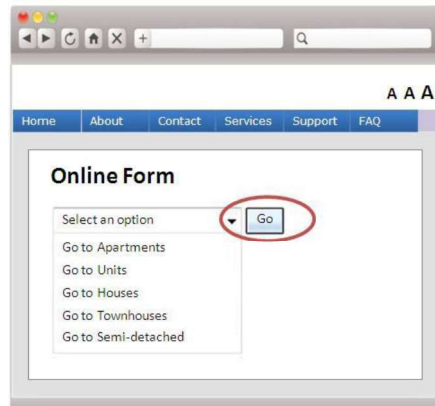 A A A
Home About Contact Services Support FAQ
Online Form
Select an option Go
Go to Apartments
Go to Units
Go to Houses
Go to Townhouses
Go to Semi-detached